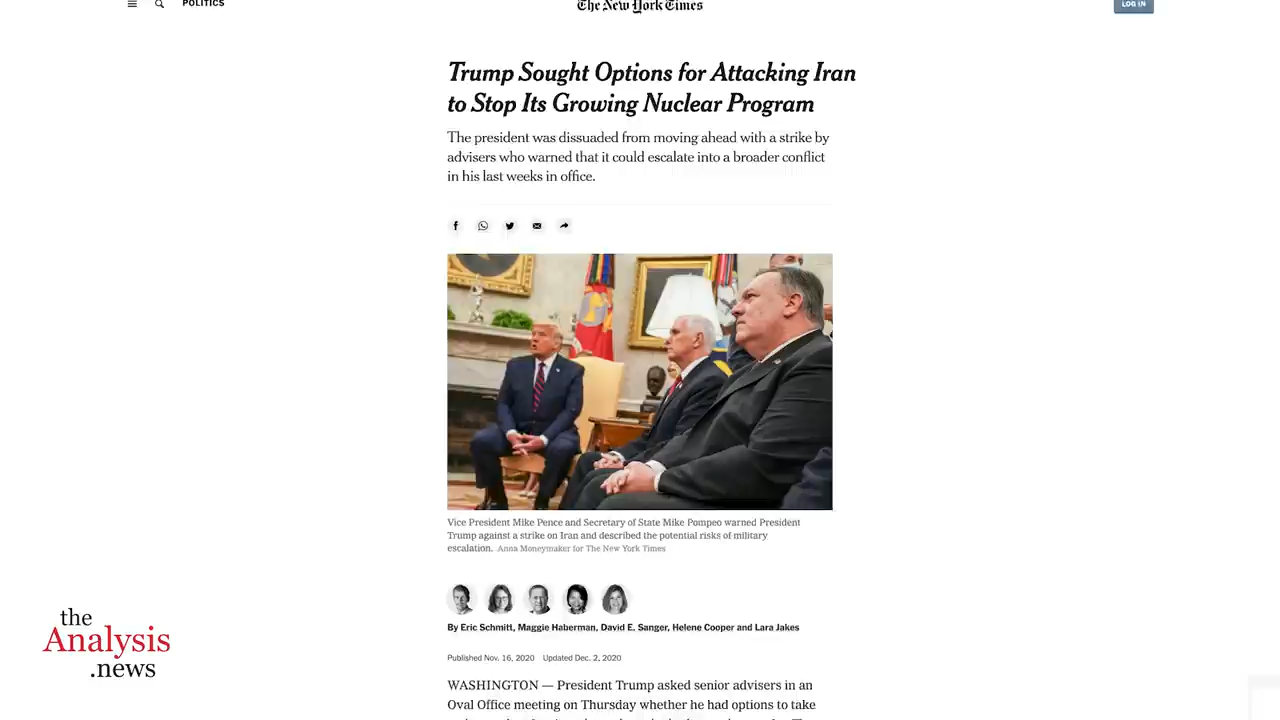 POLITICS
The New York Times
LOG IN
Trump Sought Options for Attacking Iran
to Stop Its Growing Nuclear Program
The president was dissuaded from moving ahead with a strike by
advisers who warned that it could escalate into a broader conflict
in his last weeks in office.
Vice President Mike Pence and Secretary of State Mike Pompeo warned President
Trump against a strike on Iran and described the potential risks of military
escalation. Anna Moneymaker for The New York Times
By Eric Schmitt, Maggie Haberman, David E. Sanger, Helene Cooper and Lara Jakes
Published Nov. 16, 2020 Updated Dec. 2, 2020
WASHINGTON — President Trump asked senior advisers in an
Oval Office meeting on Thursday whether he had options to take
the
Analysis
.news